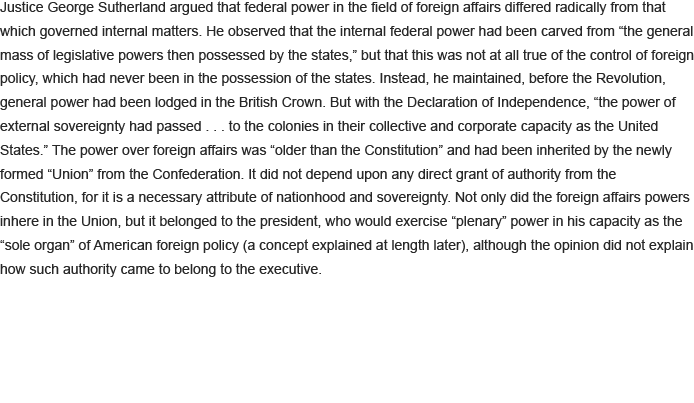 Justice George Sutherland argued that federal power in the field of foreign affairs differed radically from that
which governed internal matters. He observed that the internal federal power had been carved from “the general
mass of legislative powers then possessed by the states,” but that this was not at all true of the control of foreign
policy, which had never been in the possession of the states. Instead, he maintained, before the Revolution,
general power had been lodged in the British Crown. But with the Declaration of Independence, “the power of
external sovereignty had passed . . . to the colonies in their collective and corporate capacity as the United
States.” The power over foreign affairs was “older than the Constitution” and had been inherited by the newly
formed “Union” from the Confederation. It did not depend upon any direct grant of authority from the
Constitution, for it is a necessary attribute of nationhood and sovereignty. Not only did the foreign affairs powers
inhere in the Union, but it belonged to the president, who would exercise “plenary” power in his capacity as the
“sole organ” of American foreign policy (a concept explained at length later), although the opinion did not explain
how such authority came to belong to the executive.